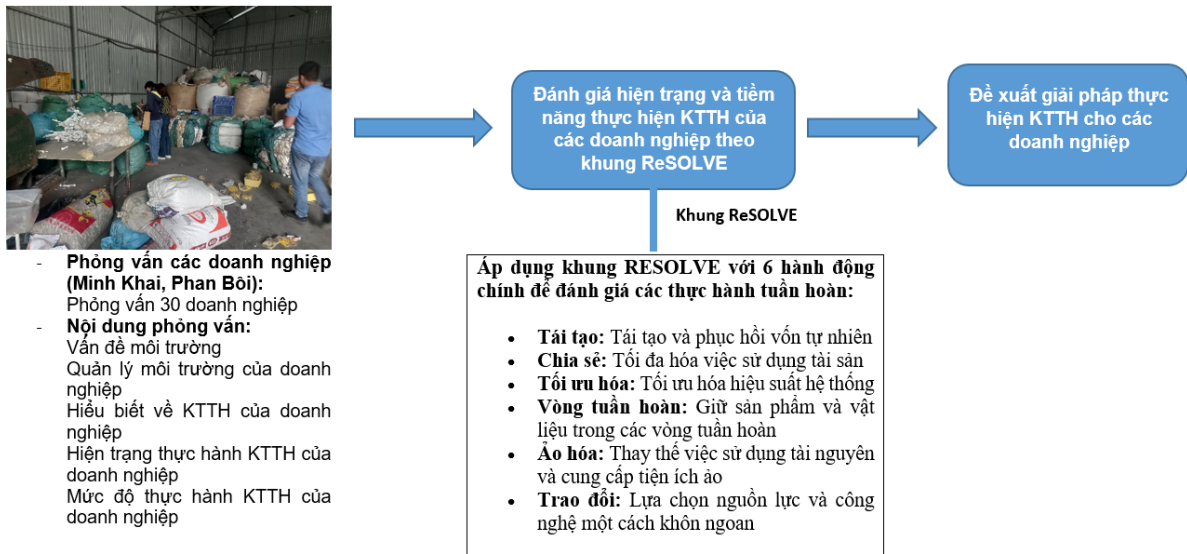 - Phỏng vấn các doanh nghiệp
(Minh Khai, Phan Bôi):
Phỏng vấn 30 doanh nghiệp
- Nội dung phỏng vấn:
Vấn đề môi trường
Quản lý môi trường của doanh
nghiệp
Hiểu biết về KTTH của doanh
nghiệp
Hiện trạng thực hành KTTH của
doanh nghiệp
Mức độ thực hành KTTH của
doanh nghiệp
Đánh giá hiện trạng và tiềm
năng thực hiện KTTH của
các doanh nghiệp theo
khung ReSOLVE
Khung ReSOLVE
Áp dụng khung RESOLVE với 6 hành động
chính để đánh giá các thực hành tuần hoàn:
• Tái tạo: Tái tạo và phục hồi vốn tự nhiên
• Chia sẻ: Tối đa hóa việc sử dụng tài sản
• Tối ưu hóa: Tối ưu hóa hiệu suất hệ thống
• Vòng tuần hoàn: Giữ sản phẩm và vật
liệu trong các vòng tuần hoàn
• Ảo hóa: Thay thế việc sử dụng tài nguyên
và cung cấp tiện ích ảo
• Trao đổi: Lựa chọn nguồn lực và công
nghệ một cách khôn ngoan
Đề xuất giải pháp thực
hiện KTTH cho các
doanh nghiệp